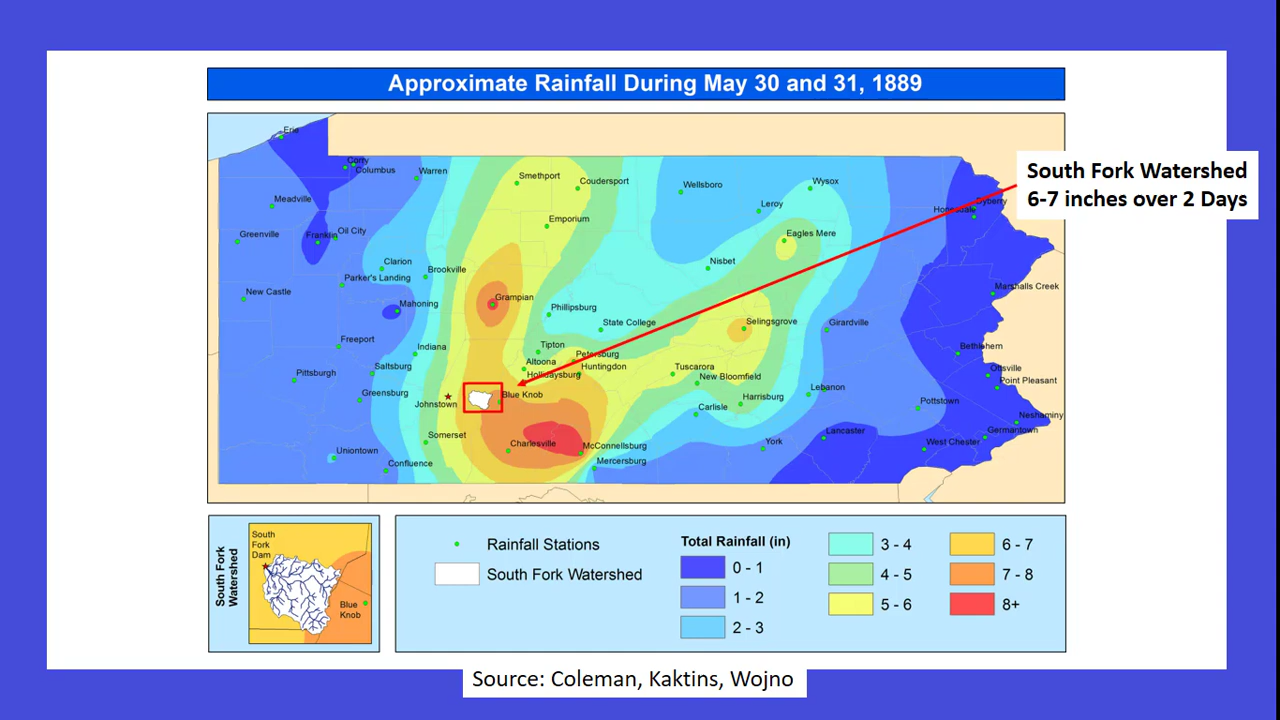 Approximate Rainfall During May 30 and 31, 1889
South Fork Watershed
6-7 inches over 2 Days
Erie
Corry
Columbus
Warren
Smethport
Coudersport
Wellsboro
Wysox
Meadville
Leroy
Honesdale
Dyberry
Greenville
Franklin
Oil City
Emporium
Eagles Mere
Clarion
Brookville
Nisbet
Parker's Landing
New Castle
Mahoning
Grampian
Marshalls Creek
Phillipsburg
State College
Selingsgrove
Girardville
Freeport
Indiana
Tipton
Petersburg
Bethlehem
Altoona
Huntingdon
Pittsburgh
Saltsburg
Hollidaysburg
Tuscarora
New Bloomfield
Ottsville
Point Pleasant
Greensburg
Johnstown
Blue Knob
Carlisle
Harrisburg
Lebanon
Pottstown
Neshaminy
Somerset
Charlesville
McConnellsburg
York
Lancaster
West Chester
Germantown
Uniontown
Confluence
Mercersburg
South Fork
Watershed
South
Fork
Dam
Blue
Knob
Rainfall Stations
South Fork Watershed
Total Rainfall (in)
0 - 1
1 - 2
2 - 3
3 - 4
4 - 5
5 - 6
6 - 7
7 - 8
8+
Source: Coleman, Kaktins, Wojno